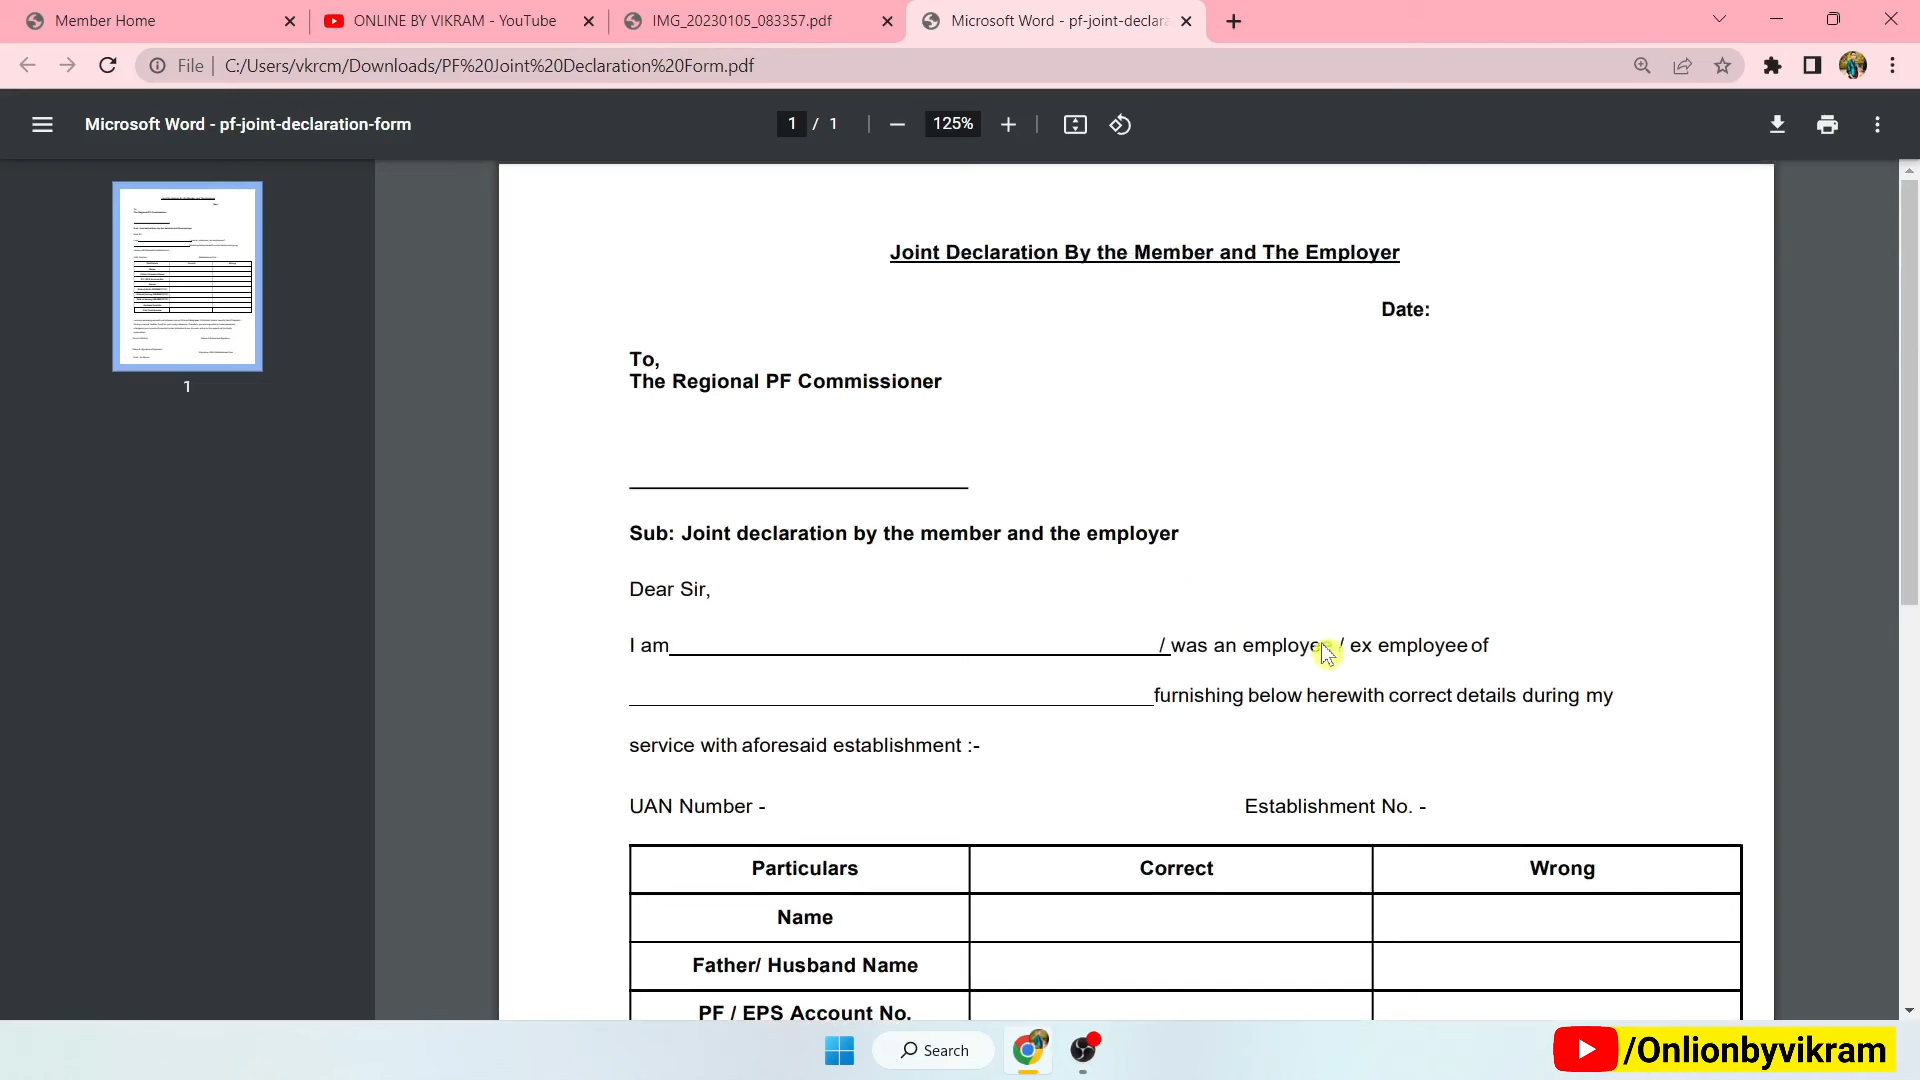 Member Home
ONLINE BY VIKRAM - YouTube
IMG_20230105_083357.pdf
Microsoft Word - pf-joint-declara
File
C:/Users/vkrcm/Downloads/PF%20Joint%20Declaration%20Form.pdf
Microsoft Word - pf-joint-declaration-form
1 / 1
125%
1
Joint Declaration By the Member and The Employer
Date:
To,
The Regional PF Commissioner
Sub: Joint declaration by the member and the employer
Dear Sir,
I am / was an employee / ex employee of
furnishing below herewith correct details during my
service with aforesaid establishment :-
UAN Number - Establishment No. -
Particulars Correct Wrong
Name
Father/ Husband Name
PF / EPS Account No.
Search
/Onlionbyvikram